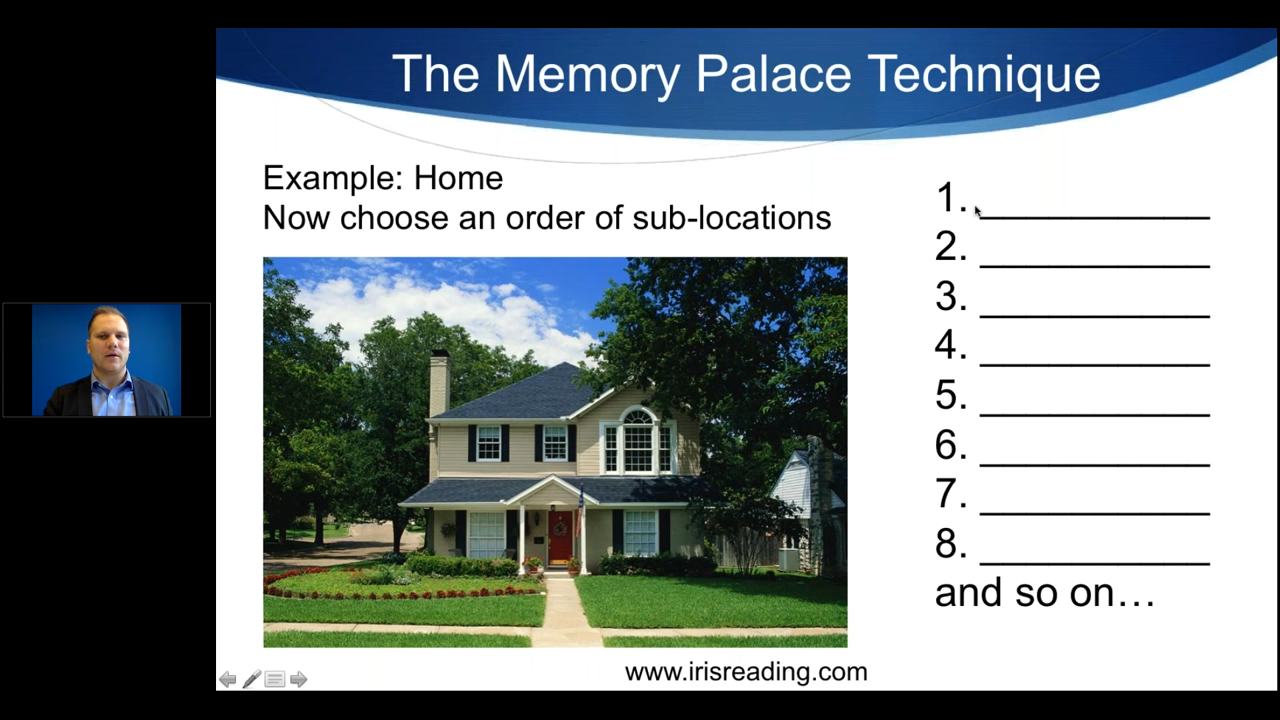 The Memory Palace Technique
Example: Home
Now choose an order of sub-locations
1. ___________
2. ___________
3. ___________
4. ___________
5. ___________
6. ___________
7. ___________
8. ___________
and so on…
www.irisreading.com